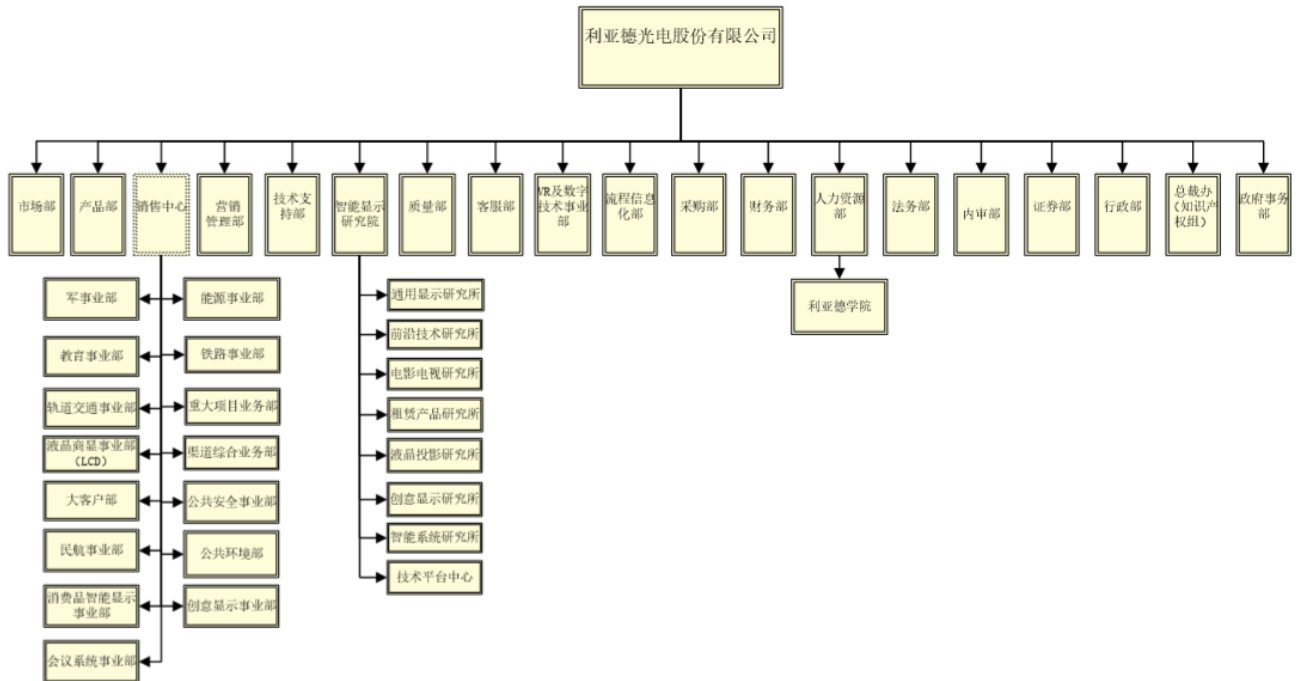 利亚德光电股份有限公司
市场部
产品部
销售中心
营销
管理部
技术支
持部
智能显示
研究院
质量部
客服部
VR及数字
技术事业
部
流程信息
化部
采购部
财务部
人力资源
部
法务部
内审部
证券部
行政部
总裁办
（知识产
权组）
政府事务
部
军事业部
能源事业部
教育事业部
铁路事业部
轨道交通事业部
重大项目业务部
液晶商显事业部
（LCD）
渠道综合业务部
大客户部
公共安全事业部
民航事业部
公共环境部
消费品智能显示
事业部
创意显示事业部
会议系统事业部
通用显示研究所
前沿技术研究所
电影电视研究所
租赁产品研究所
液晶投影研究所
创意显示研究所
智能系统研究所
技术平台中心
利亚德学院